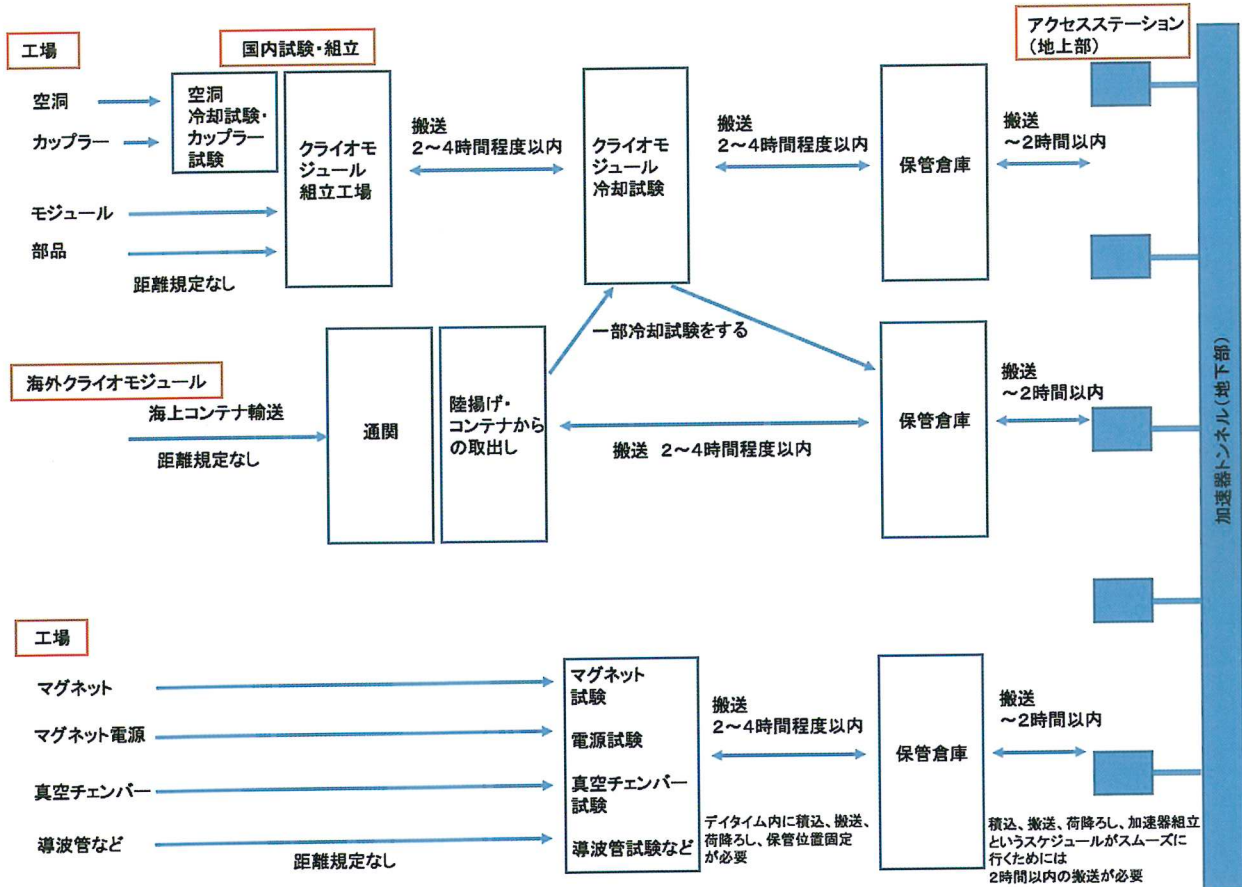 工場
国内試験・組立
アクセスステーション
(地上部)
空洞
カップラー
空洞
冷却試験・
カップラー
試験
モジュール
部品
距離規定なし
クライオモ
ジュール
組立工場
搬送
2～4時間程度以内
クライオモ
ジュール
冷却試験
搬送
2～4時間程度以内
保管倉庫
搬送
～2時間以内
一部冷却試験をする
海外クライオモジュール
海上コンテナ輸送
距離規定なし
通関
陸揚げ・
コンテナから
の取出し
搬送 2～4時間程度以内
保管倉庫
搬送
～2時間以内
加速器トンネル(地下部)
工場
マグネット
マグネット電源
真空チェンバー
導波管など
距離規定なし
マグネット
試験
電源試験
真空チェンバー
試験
導波管試験など
搬送
2～4時間程度以内
デイタイム内に積込、搬送、
荷降ろし、保管位置固定
が必要
保管倉庫
搬送
～2時間以内
積込、搬送、荷降ろし、加速器組立
というスケジュールがスムーズに
行くためには
2時間以内の搬送が必要